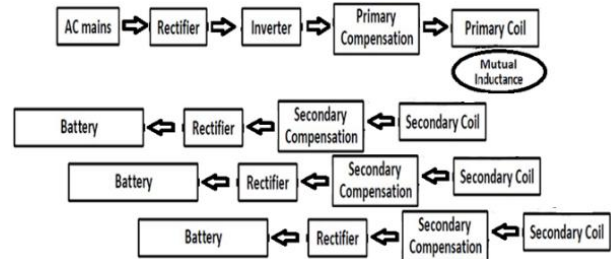 AC mains Rectifier Inverter Primary Compensation Primary Coil
Mutual Inductance
Battery Rectifier Secondary Compensation Secondary Coil
Battery Rectifier Secondary Compensation Secondary Coil
Battery Rectifier Secondary Compensation Secondary Coil